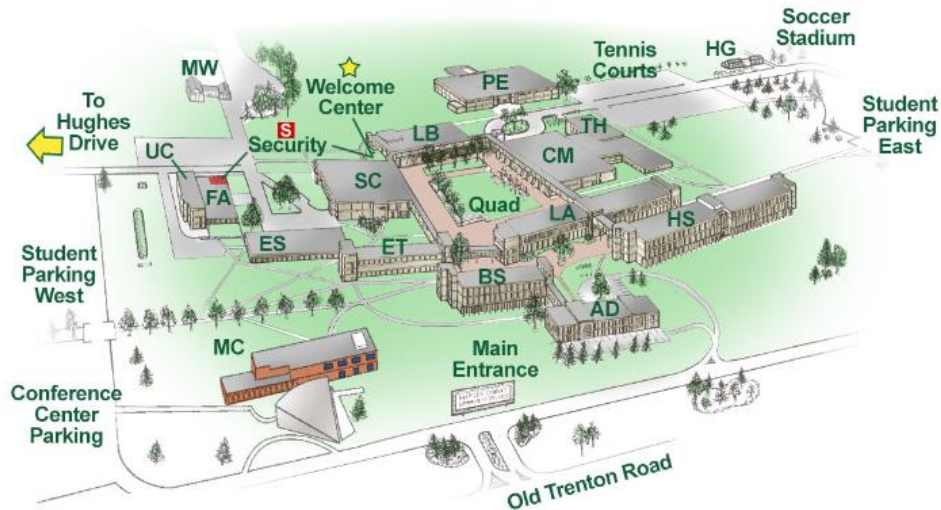 Soccer
Stadium
HG
Tennis
Courts
PE
MW
Welcome
Center
To
Hughes
Drive
S
Security
LB
TH
CM
Student
Parking
East
UC
FA
SC
Quad
LA
HS
ES
ET
BS
AD
Student
Parking
West
MC
Main
Entrance
Conference
Center
Parking
Old Trenton Road